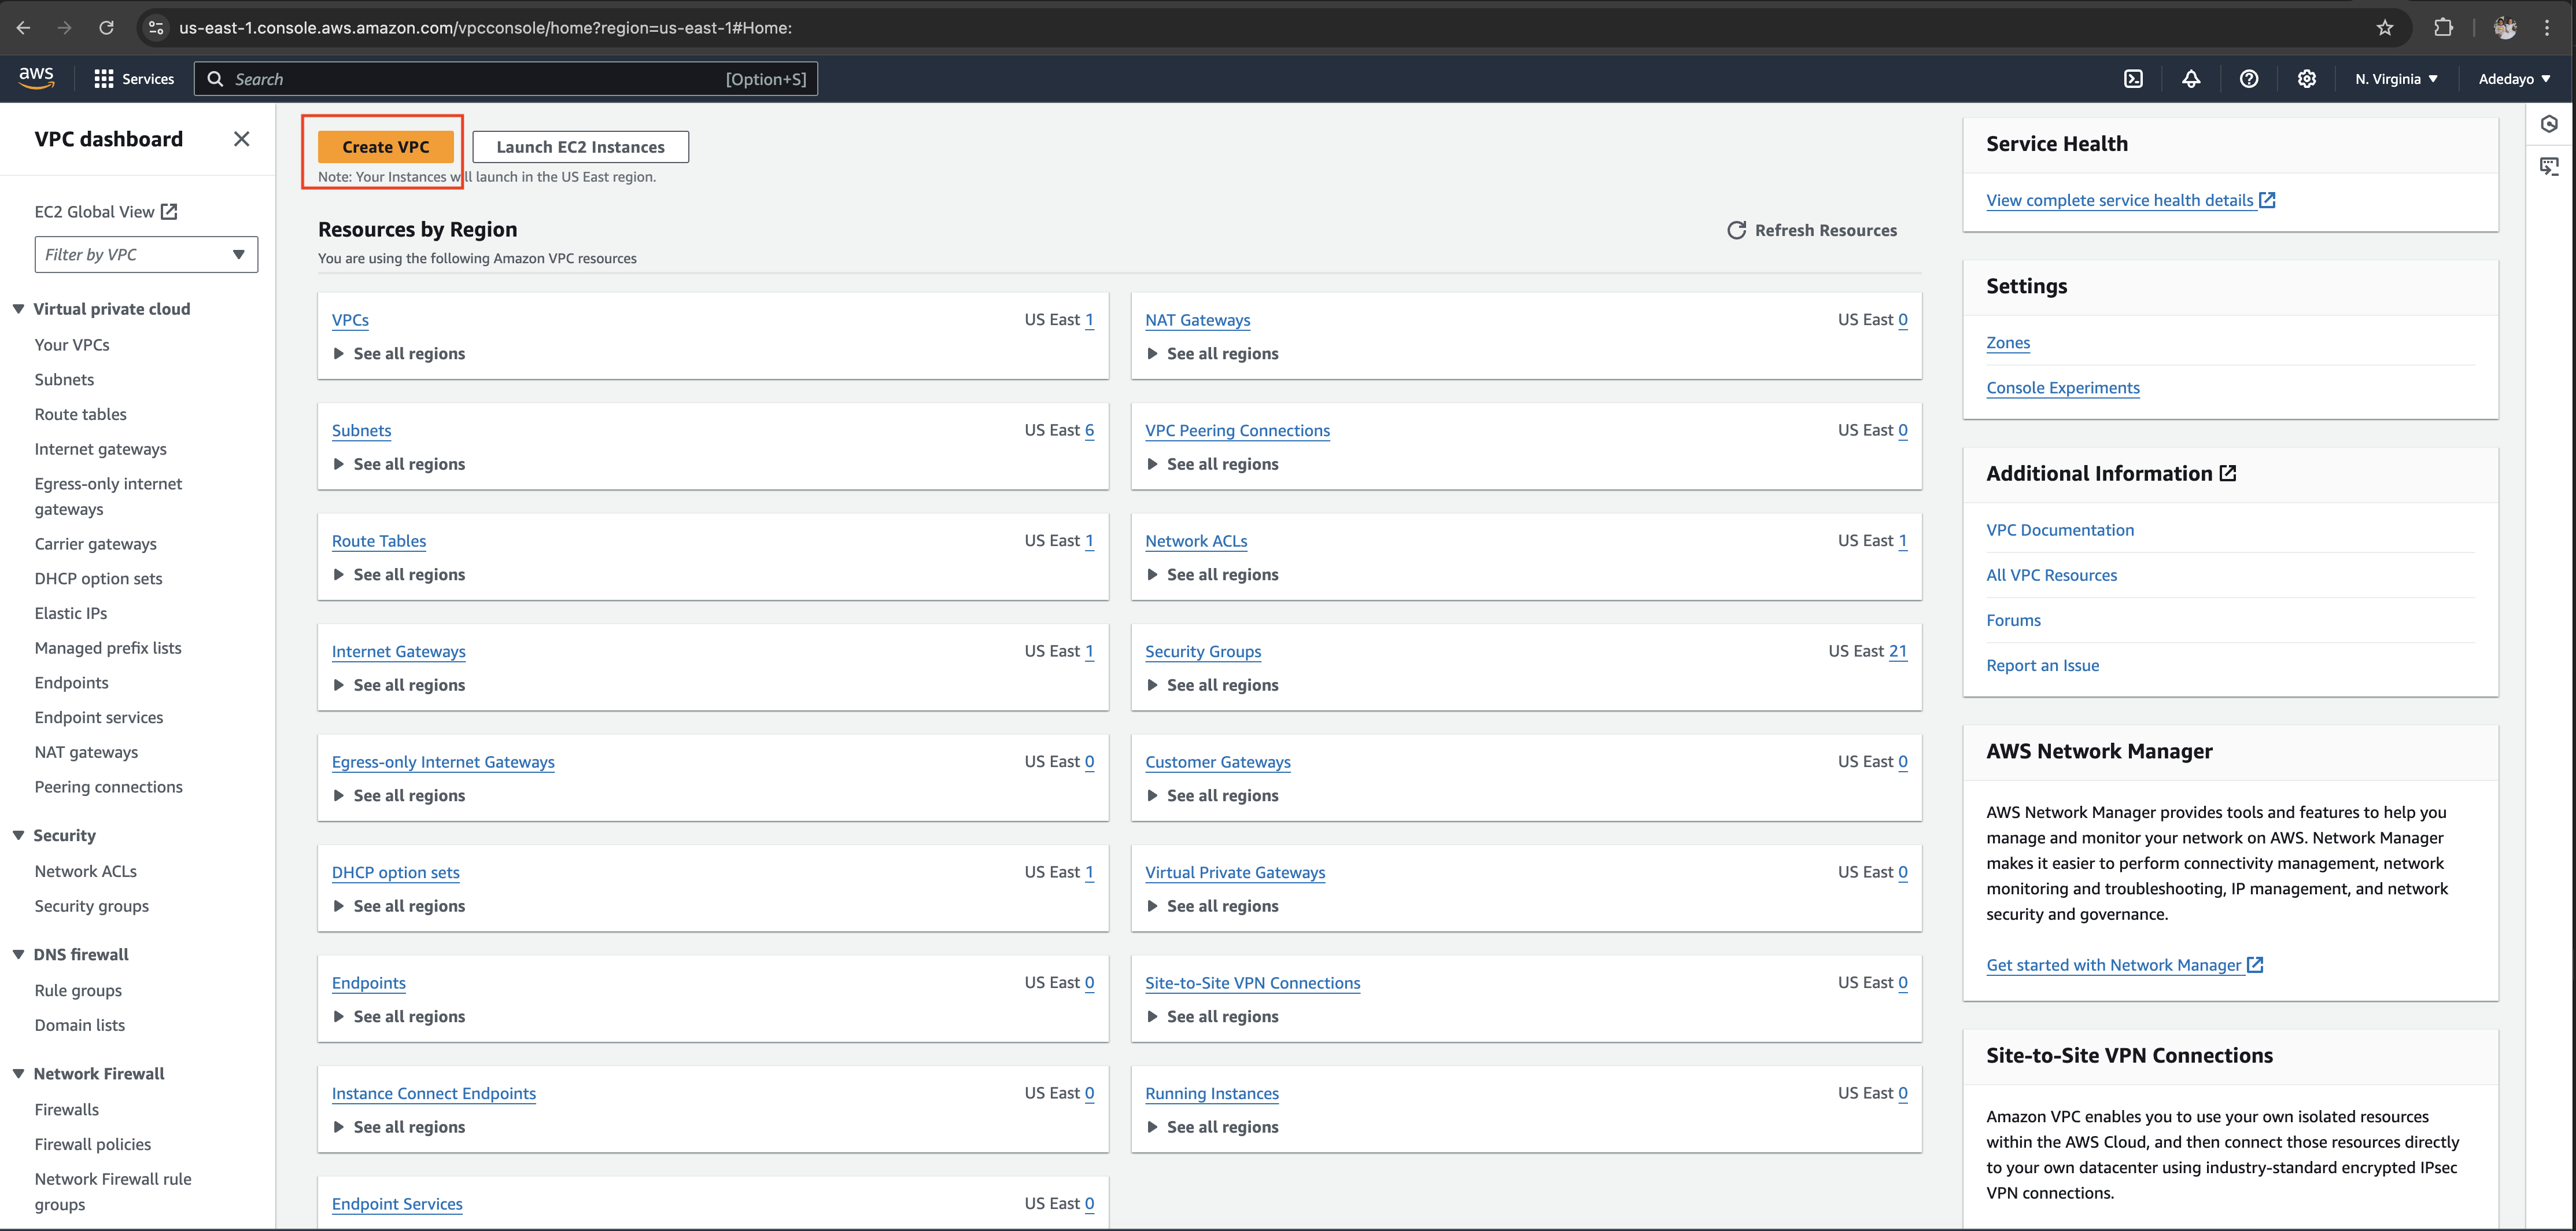 us-east-1.console.aws.amazon.com/vpcconsole/home?region=us-east-1#Home:
aws
Services
Search
[Option+S]
N. Virginia
Adedayo
VPC dashboard
EC2 Global View
Filter by VPC
Virtual private cloud
Your VPCs
Subnets
Route tables
Internet gateways
Egress-only internet
gateways
Carrier gateways
DHCP option sets
Elastic IPs
Managed prefix lists
Endpoints
Endpoint services
NAT gateways
Peering connections
Security
Network ACLs
Security groups
DNS firewall
Rule groups
Domain lists
Network Firewall
Firewalls
Firewall policies
Network Firewall rule
groups
Create VPC
Launch EC2 Instances
Note: Your Instances will launch in the US East region.
Resources by Region
Refresh Resources
You are using the following Amazon VPC resources
VPCs
US East 1
See all regions
NAT Gateways
US East 0
See all regions
Subnets
US East 6
See all regions
VPC Peering Connections
US East 0
See all regions
Route Tables
US East 1
See all regions
Network ACLs
US East 1
See all regions
Internet Gateways
US East 1
See all regions
Security Groups
US East 21
See all regions
Egress-only Internet Gateways
US East 0
See all regions
Customer Gateways
US East 0
See all regions
DHCP option sets
US East 1
See all regions
Virtual Private Gateways
US East 0
See all regions
Endpoints
US East 0
See all regions
Site-to-Site VPN Connections
US East 0
See all regions
Instance Connect Endpoints
US East 0
See all regions
Running Instances
US East 0
See all regions
Endpoint Services
US East 0
Service Health
View complete service health details
Settings
Zones
Console Experiments
Additional Information
VPC Documentation
All VPC Resources
Forums
Report an Issue
AWS Network Manager
AWS Network Manager provides tools and features to help you
manage and monitor your network on AWS. Network Manager
makes it easier to perform connectivity management, network
monitoring and troubleshooting, IP management, and network
security and governance.
Get started with Network Manager
Site-to-Site VPN Connections
Amazon VPC enables you to use your own isolated resources
within the AWS Cloud, and then connect those resources directly
to your own datacenter using industry-standard encrypted IPsec
VPN connections.